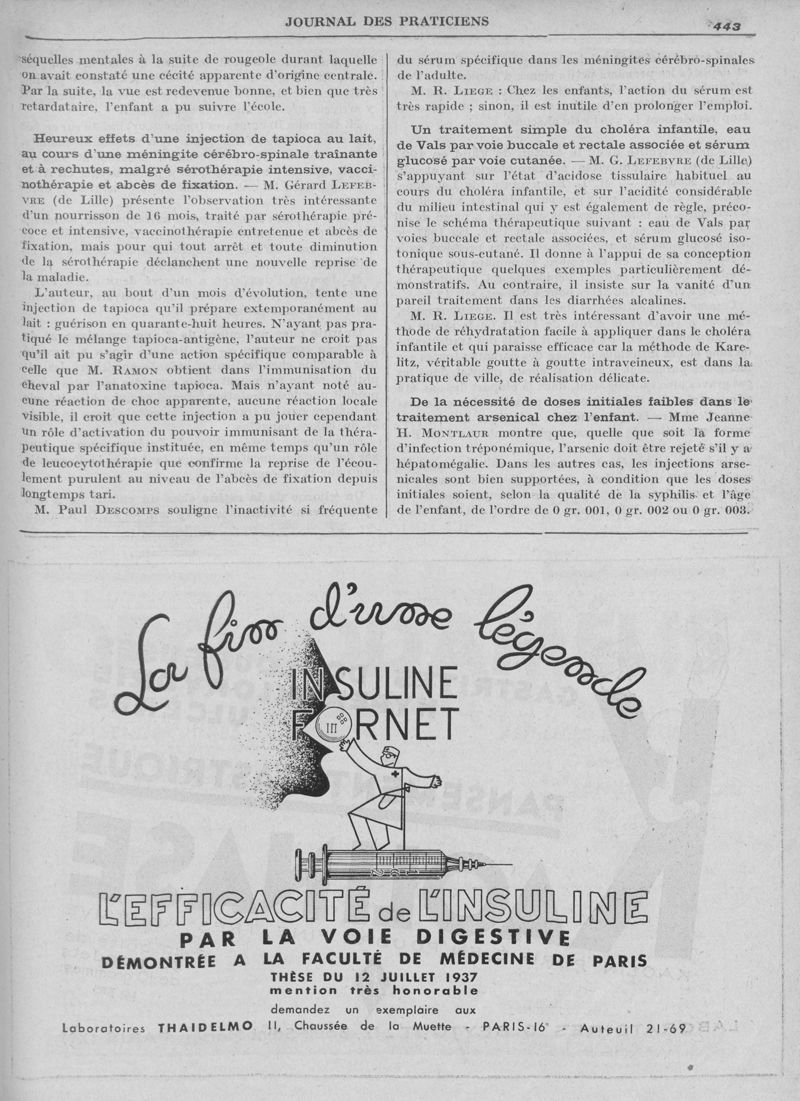 JOURNAL DES PRATICIENS
443
séquelles mentales à la suite de rougeole durant laquelle
on avait constaté une cécité apparente d'origine centrale.
Par la suite, la vue est redevenue bonne, et bien que très
retardataire, l'enfant a pu suivre l'école.
Heureux effets d'une injection de tapioca au lait,
au cours d'une méningite cérébro-spinale traînante
et à rechutes, malgré sérothérapie intensive, vacci-
nothérapie et abcès de fixation. — M. Gérard LEFEB-
VRE (de Lille) présente l'observation très intéressante
d'un nourrisson de 16 mois, traité par sérothérapie pré-
coce et intensive, vaccinothérapie entretenue et abcès de
fixation, mais pour qui tout arrêt et toute diminution
de la sérothérapie déclanchent une nouvelle reprise de
la maladie.
L'auteur, au bout d'un mois d'évolution, tente une
injection de tapioca qu'il prépare extemporanément au
lait : guérison en quarante-huit heures. N'ayant pas pra-
tiqué le mélange tapioca-antigène, l'auteur ne croit pas
qu'il ait pu s'agir d'une action spécifique comparable à
celle que M. RAMON obtient dans l'immunisation du
cheval par l'anatoxine tapioca. Mais n'ayant noté au-
cune réaction de choc apparente, aucune réaction locale
visible, il croit que cette injection a pu jouer cependant
un rôle d'activation du pouvoir immunisant de la théra-
peutique spécifique instituée, en même temps qu'un rôle
de leucocytothérapie que confirme la reprise de l'écou-
lement purulent au niveau de l'abcès de fixation depuis
longtemps tari.
M. Paul DESCOMPS souligne l'inactivité si fréquente
du sérum spécifique dans les méningites cérébro-spinales
de l'adulte.
M. R. LIEGE : Chez les enfants, l'action du sérum est
très rapide ; sinon, il est inutile d'en prolonger l'emploi.
Un traitement simple du choléra infantile, eau
de Vals par voie buccale et rectale associée et sérum
glucosé par voie cutanée. — M. G. LEFEBVRE (de Lille)
s'appuyant sur l'état d'acidose tissulaire habituel au
cours du choléra infantile, et sur l'acidité considérable
du milieu intestinal qui y est également de règle, préco-
nise le schéma thérapeutique suivant : eau de Vals par
voies buccale et rectale associées, et sérum glucosé iso-
tonique sous-cutané. Il donne à l'appui de sa conception
thérapeutique quelques exemples particulièrement dé-
monstratifs. Au contraire, il insiste sur la vanité d'un
pareil traitement dans les diarrhées alcalines.
M. R. LIEGE. Il est très intéressant d'avoir une mé-
thode de réhydratation facile à appliquer dans le choléra
infantile et qui paraisse efficace car la méthode de Kare-
litz, véritable goutte à goutte intraveineux, est dans la
pratique de ville, de réalisation délicate.
De la nécessité de doses initiales faibles dans le
traitement arsenical chez l'enfant. — Mme Jeanne
H. MONTLAUR montre que, quelle que soit la forme
d'infection tréponémique, l'arsenic doit être rejeté s'il y a
hépatomégalie. Dans les autres cas, les injections arse-
nicales sont bien supportées, à condition que les doses
initiales soient, selon la qualité de la syphilis et l'âge
de l'enfant, de l'ordre de 0 gr. 001, 0 gr. 002 ou 0 gr. 003.
La fin d'une légende
INSULINE
FORNET
III
L'EFFICACITÉ de L'INSULINE
PAR LA VOIE DIGESTIVE
DÉMONTRÉE A LA FACULTÉ DE MÉDECINE DE PARIS
THÈSE DU 12 JUILLET 1937
mention très honorable
demandez un exemplaire aux
Laboratoires THAIDELMO 11, Chaussée de la Muette - PARIS-16e - Auteuil 21-69